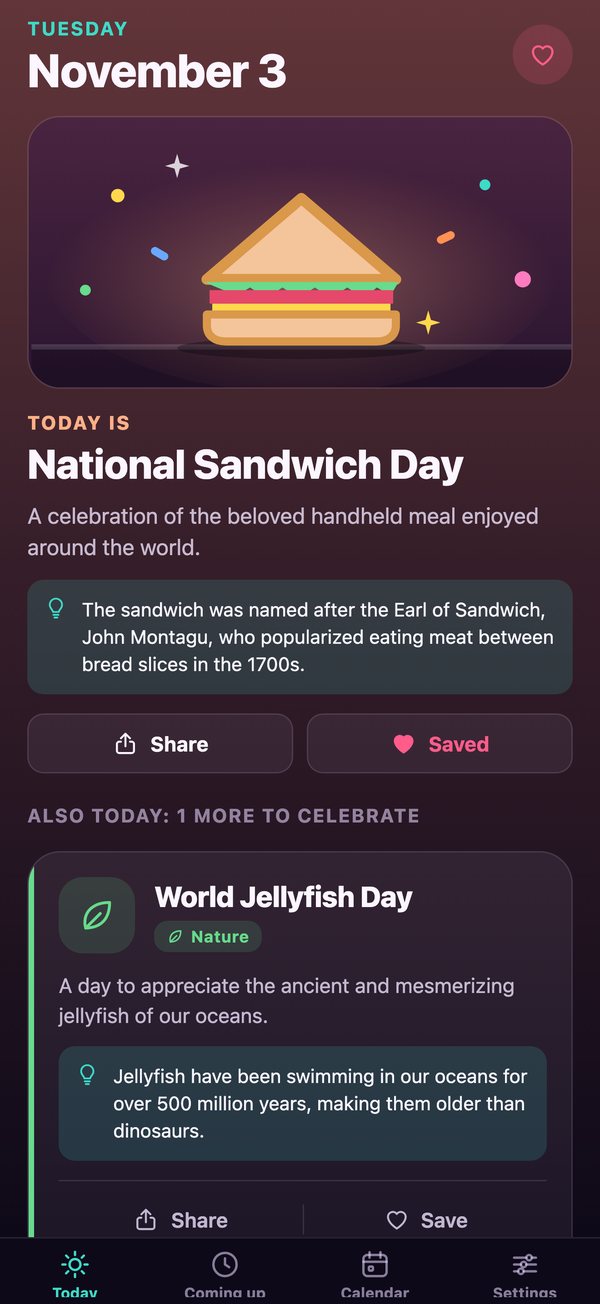 TUESDAY
November 3
TODAY IS
National Sandwich Day
A celebration of the beloved handheld meal enjoyed
around the world.
The sandwich was named after the Earl of Sandwich,
John Montagu, who popularized eating meat between
bread slices in the 1700s.
Share
Saved
ALSO TODAY: 1 MORE TO CELEBRATE
World Jellyfish Day
Nature
A day to appreciate the ancient and mesmerizing
jellyfish of our oceans.
Jellyfish have been swimming in our oceans for
over 500 million years, making them older than
dinosaurs.
Share
Save
Today
Coming up
Calendar
Settings